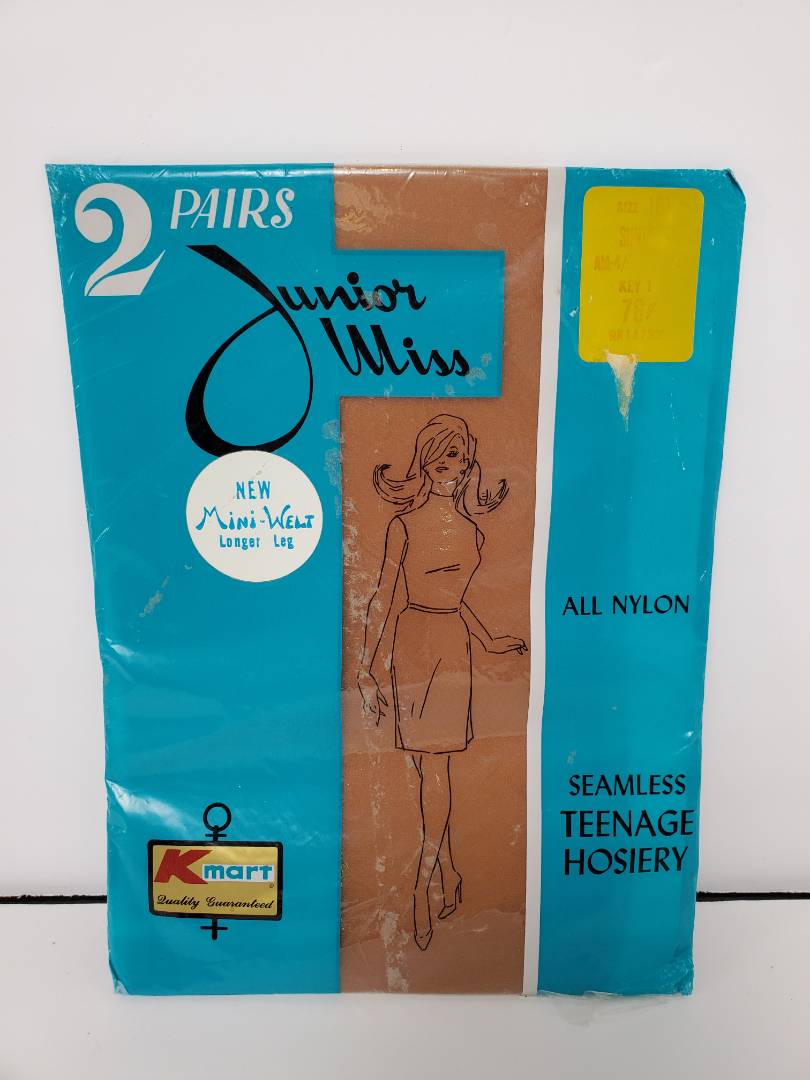 2 PAIRS
Junior
Miss
NEW
Mini-Welt
Longer Leg
SIZE
KEY 1
ALL NYLON
SEAMLESS
TEENAGE
HOSIERY
Kmart
®
Quality Guaranteed